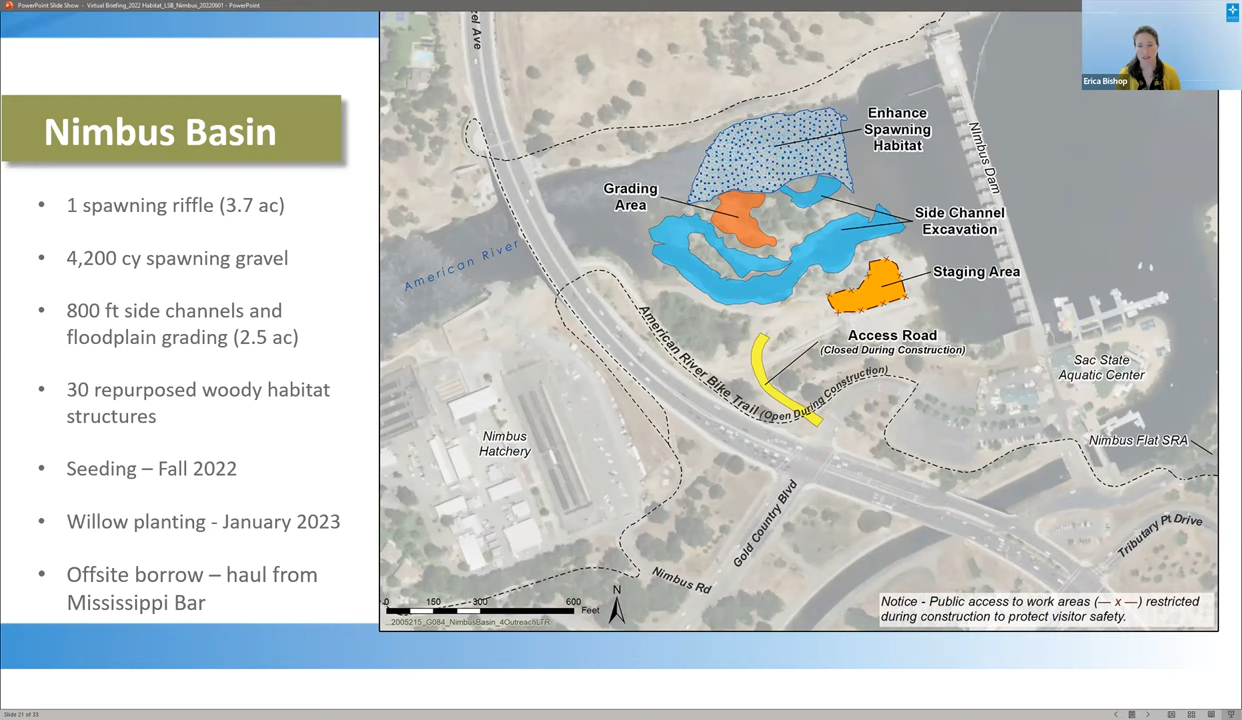 PowerPoint Slide Show - Virtual Briefing_2022 Habitat_LSB_Nimbus_20220601 - PowerPoint
Erica Bishop
Nimbus Basin
• 1 spawning riffle (3.7 ac)
• 4,200 cy spawning gravel
• 800 ft side channels and
floodplain grading (2.5 ac)
• 30 repurposed woody habitat
structures
• Seeding – Fall 2022
• Willow planting - January 2023
• Offsite borrow – haul from
Mississippi Bar
el Ave
Enhance
Spawning
Habitat
Nimbus Dam
Grading
Area
Side Channel
Excavation
American River
Staging Area
Access Road
(Closed During Construction)
American River Bike Trail (Open During Construction)
Sac State
Aquatic Center
Nimbus
Hatchery
Nimbus Flat SRA
Gold Country Blvd
Tributary Pt Drive
Nimbus Rd
N
0 150 300 600
Feet
2005215_G084_NimbusBasin_4OutreachLTR
Notice - Public access to work areas (— x —) restricted
during construction to protect visitor safety.
Slide 21 of 33